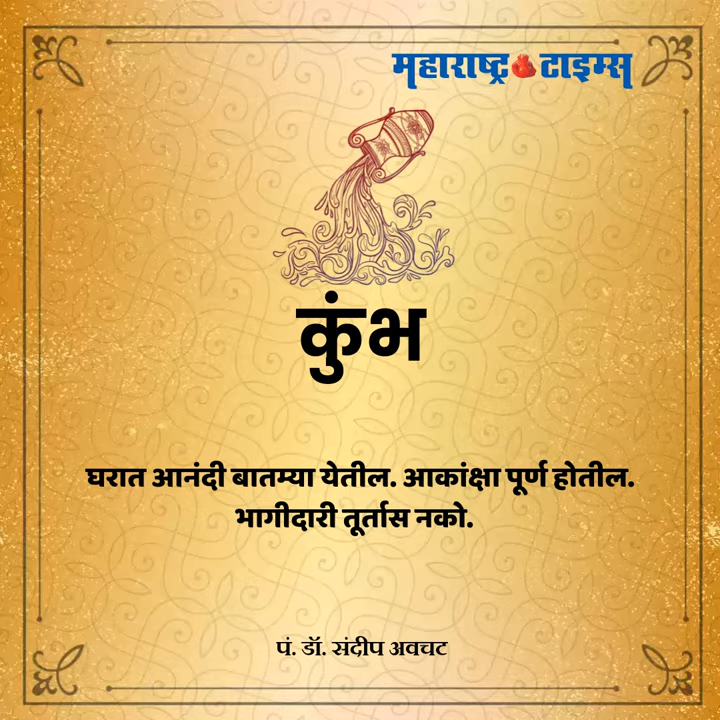 महाराष्ट्र टाइम्स
कुंभ
घरात आनंदी बातम्या येतील. आकांक्षा पूर्ण होतील.
भागीदारी तूर्तास नको.
पं. डॉ. संदीप अवचट